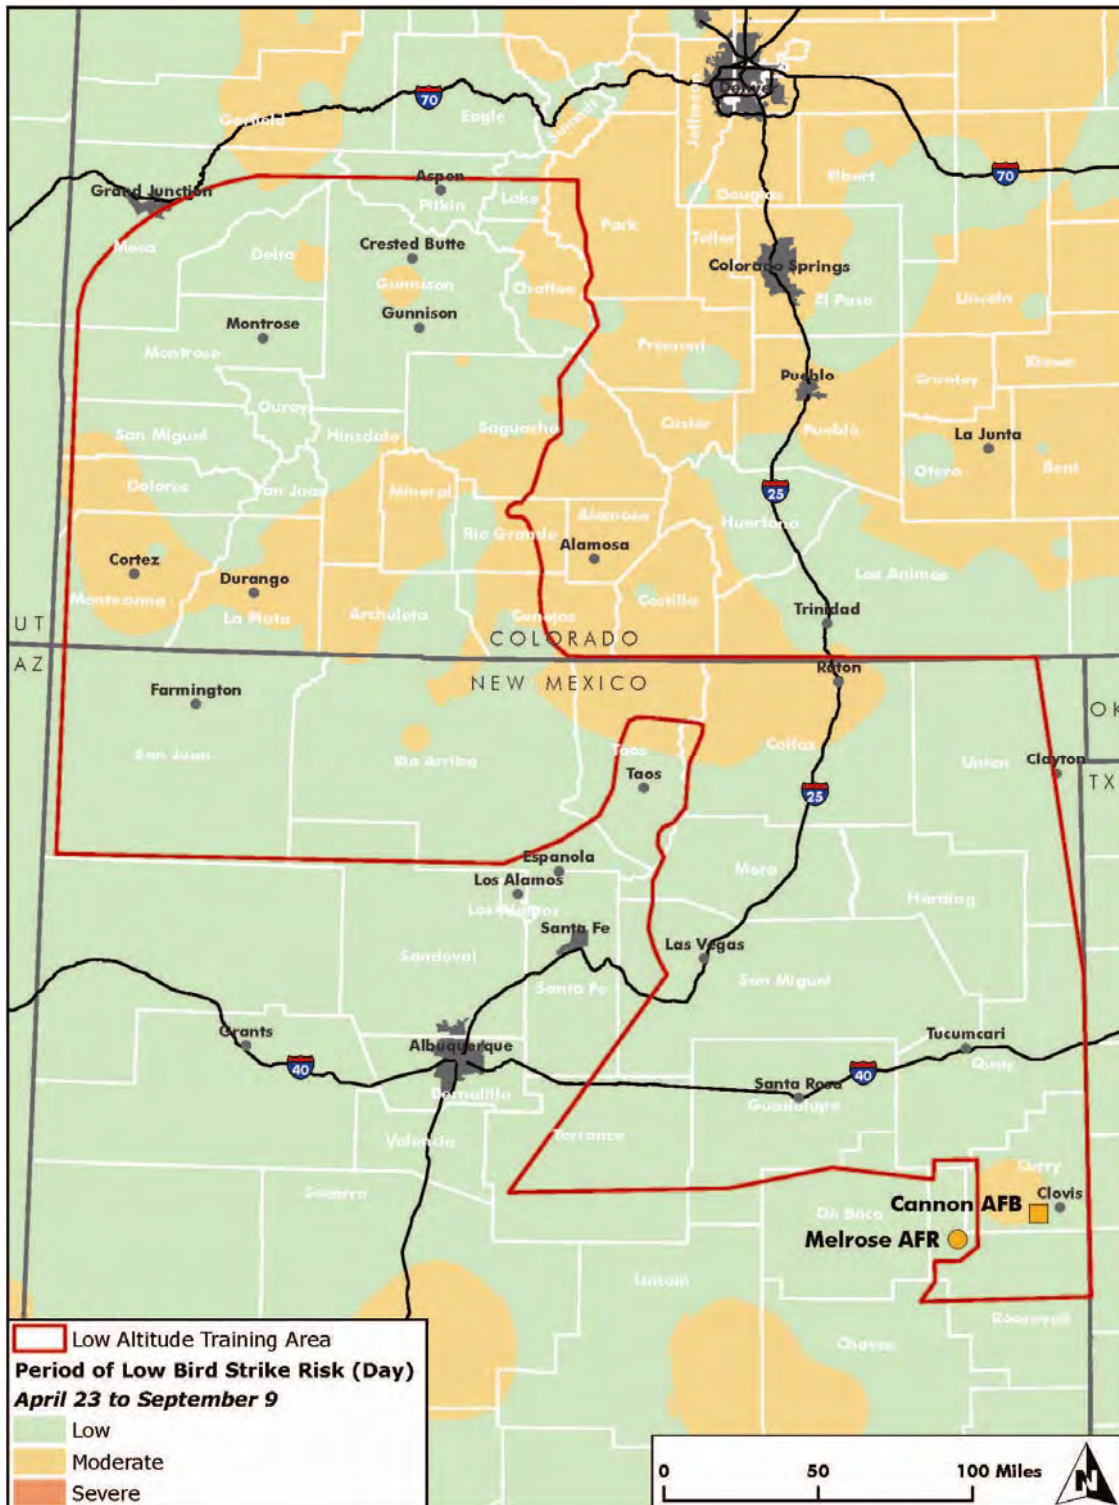 Denver
70
Garfield
Eagle
Summit
Jefferson
Elbert
70
Grand Junction
Aspen
Pitkin
Lake
Douglas
Park
Teller
Mesa
Delta
Crested Butte
Gunnison
Chaffee
Colorado Springs
El Paso
Lincoln
Gunnison
Montrose
Montrose
Fremont
Pueblo
Crowley
Kiowa
Ouray
San Miguel
Hinsdale
Saguache
Custer
Pueblo
La Junta
Otero
Bent
Dolores
San Juan
Mineral
25
Rio Grande
Alamosa
Alamosa
Huerfano
Cortez
Durango
Montezuma
La Plata
Archuleta
Conejos
Costilla
Las Animas
Trinidad
UT
COLORADO
AZ
NEW MEXICO
Raton
Farmington
OK
San Juan
Rio Arriba
Taos
Colfax
Union
Clayton
Taos
25
TX
Espanola
Los Alamos
Los Alamos
Mora
Harding
Santa Fe
Las Vegas
Sandoval
Santa Fe
San Miguel
Grants
40
Albuquerque
Bernalillo
Tucumcari
Quay
40
Santa Rosa
Guadalupe
Valencia
Torrance
Socorro
Curry
Cannon AFB
Clovis
De Baca
Melrose AFR
Lincoln
Roosevelt
Chaves
Low Altitude Training Area
Period of Low Bird Strike Risk (Day)
April 23 to September 9
Low
Moderate
Severe
0 50 100 Miles
N